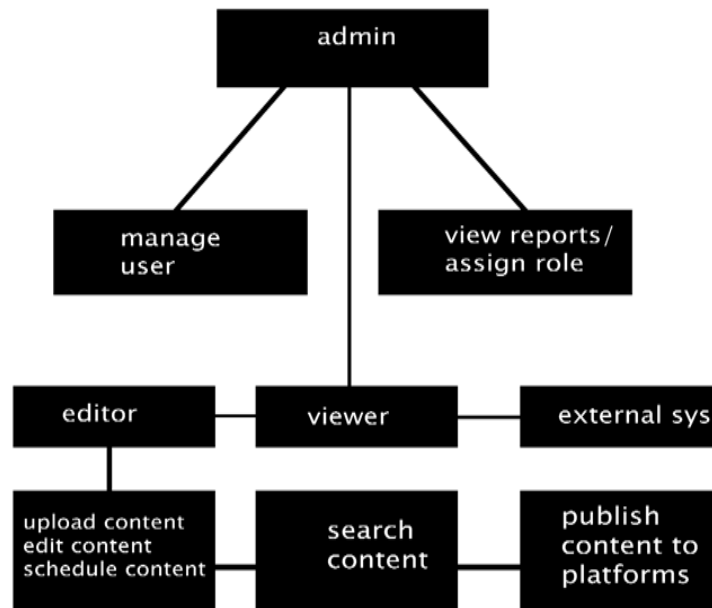 admin
manage
user
view reports/
assign role
editor
viewer
external sys
upload content
edit content
schedule content
search
content
publish
content to
platforms